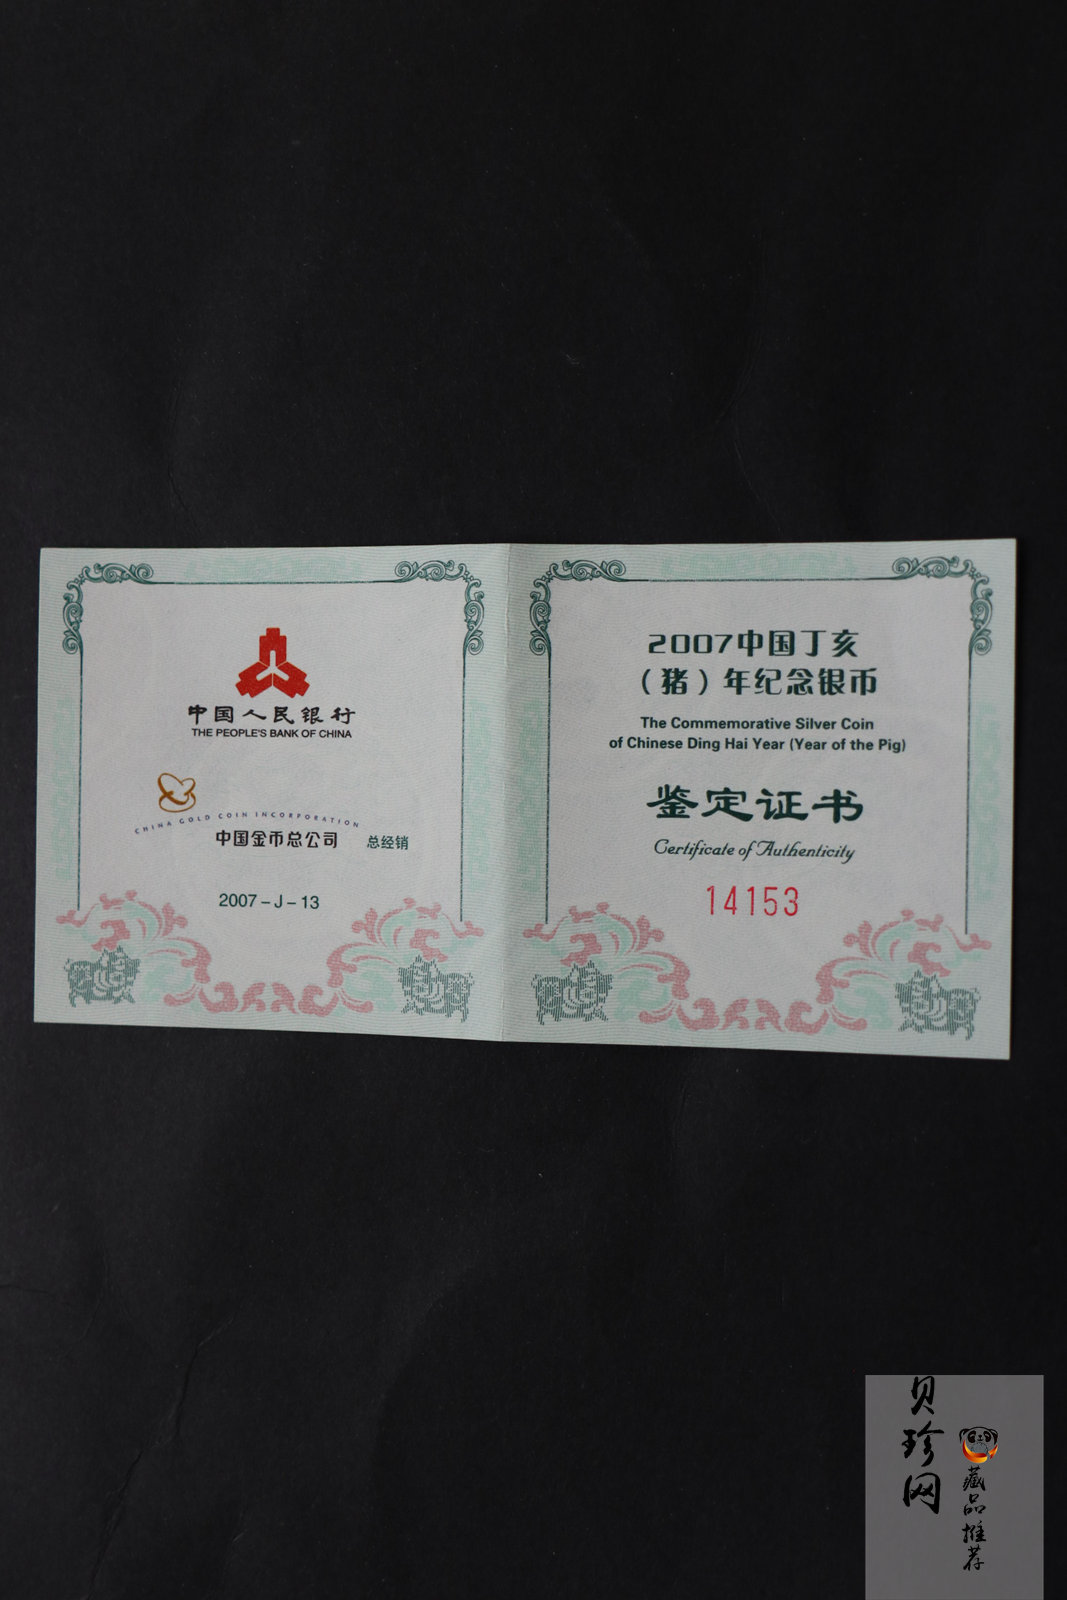 中国人民银行
THE PEOPLE'S BANK OF CHINA
CHINA GOLD COIN INCORPORATION
中国金币总公司 总经销
2007-J-13
2007中国丁亥
（猪）年纪念银币
The Commemorative Silver Coin
of Chinese Ding Hai Year (Year of the Pig)
鉴定证书
Certificate of Authenticity
14153
贝珍网
藏品推荐